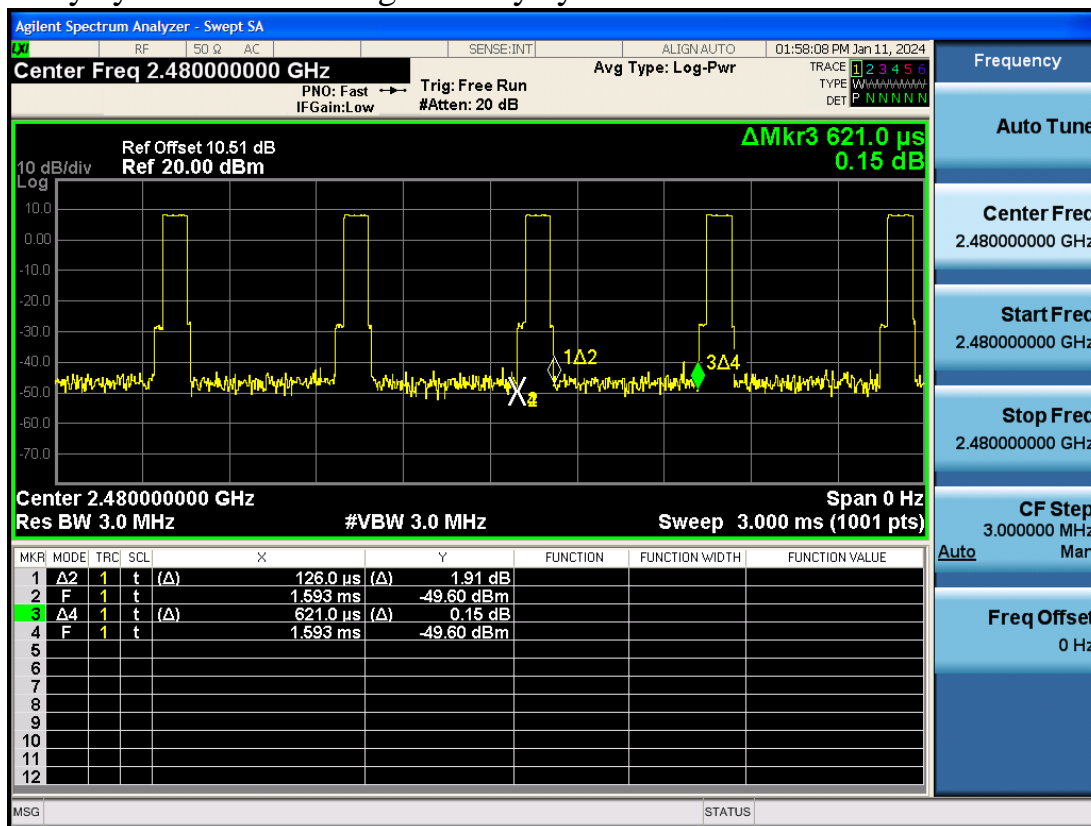 Agilent Spectrum Analyzer - Swept SA
LXI RF 50 Ω AC SENSE:INT ALIGN AUTO 01:58:08 PM Jan 11, 2024
Center Freq 2.480000000 GHz
PNO: Fast
IFGain:Low
Trig: Free Run
#Atten: 20 dB
Avg Type: Log-Pwr
TRACE 1 2 3 4 5 6
TYPE WWWWWWW
DET P N N N N N
ΔMkr3 621.0 µs
0.15 dB
Ref Offset 10.51 dB
10 dB/div Ref 20.00 dBm
Log
10.0
0.00
-10.0
-20.0
-30.0
-40.0
-50.0
-60.0
-70.0
1Δ2
3Δ4
Center 2.480000000 GHz Span 0 Hz
Res BW 3.0 MHz #VBW 3.0 MHz Sweep 3.000 ms (1001 pts)
MKR MODE TRC SCL X Y FUNCTION FUNCTION WIDTH FUNCTION VALUE
1 Δ2 1 t (Δ) 126.0 µs (Δ) 1.91 dB
2 F 1 t 1.593 ms -49.60 dBm
3 Δ4 1 t (Δ) 621.0 µs (Δ) 0.15 dB
4 F 1 t 1.593 ms -49.60 dBm
5
6
7
8
9
10
11
12
MSG STATUS
Frequency
Auto Tune
Center Freq
2.480000000 GHz
Start Freq
2.480000000 GHz
Stop Freq
2.480000000 GHz
CF Step
3.000000 MHz
Auto Man
Freq Offset
0 Hz